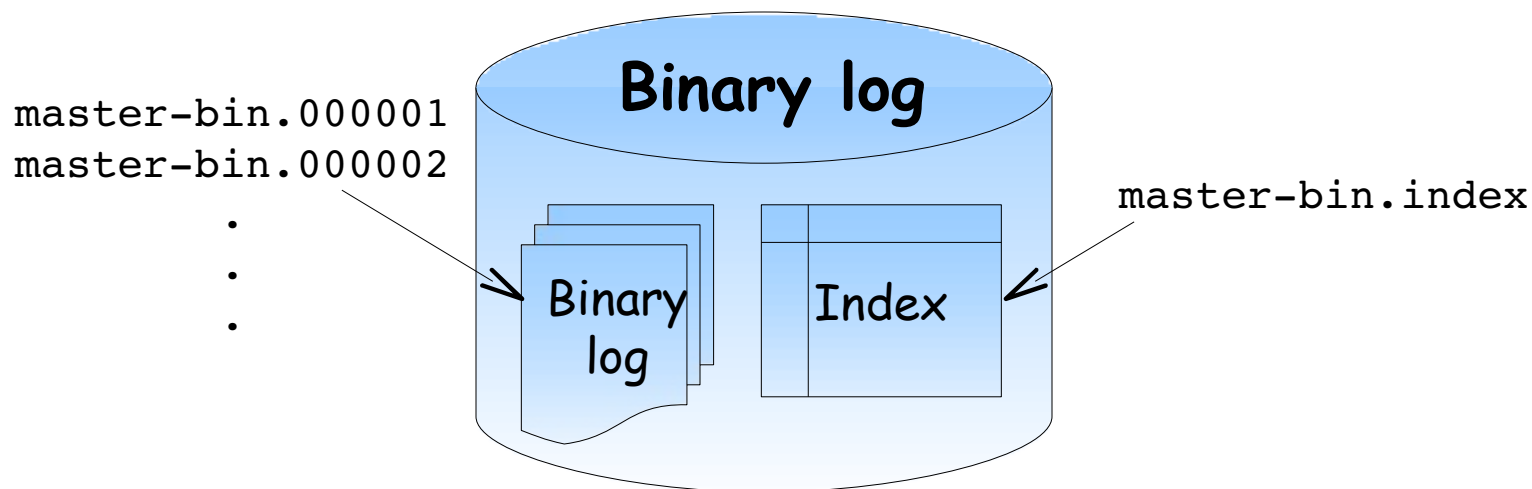 Binary log
master-bin.000001
master-bin.000002
.
.
.
master-bin.index
Binary
log
Index